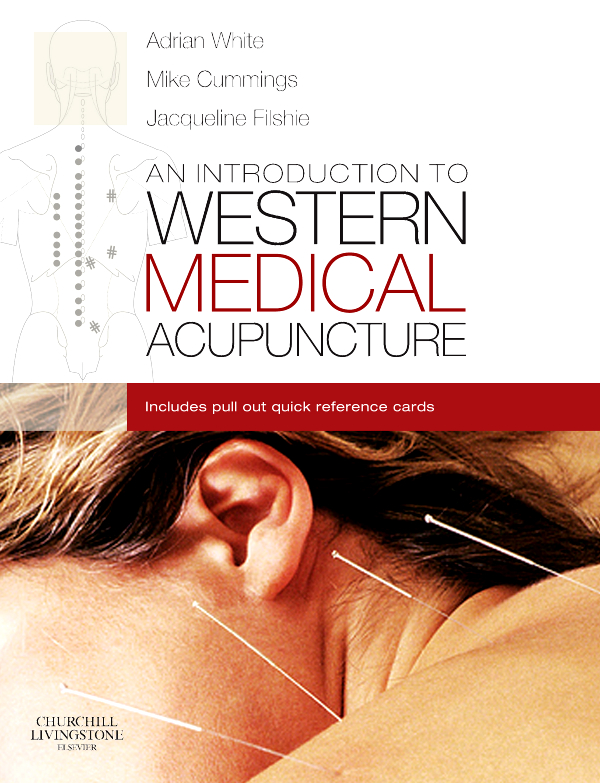 Adrian White
Mike Cummings
Jacqueline Filshie
AN INTRODUCTION TO
WESTERN
MEDICAL
ACUPUNCTURE
Includes pull out quick reference cards
CHURCHILL
LIVINGSTONE
ELSEVIER